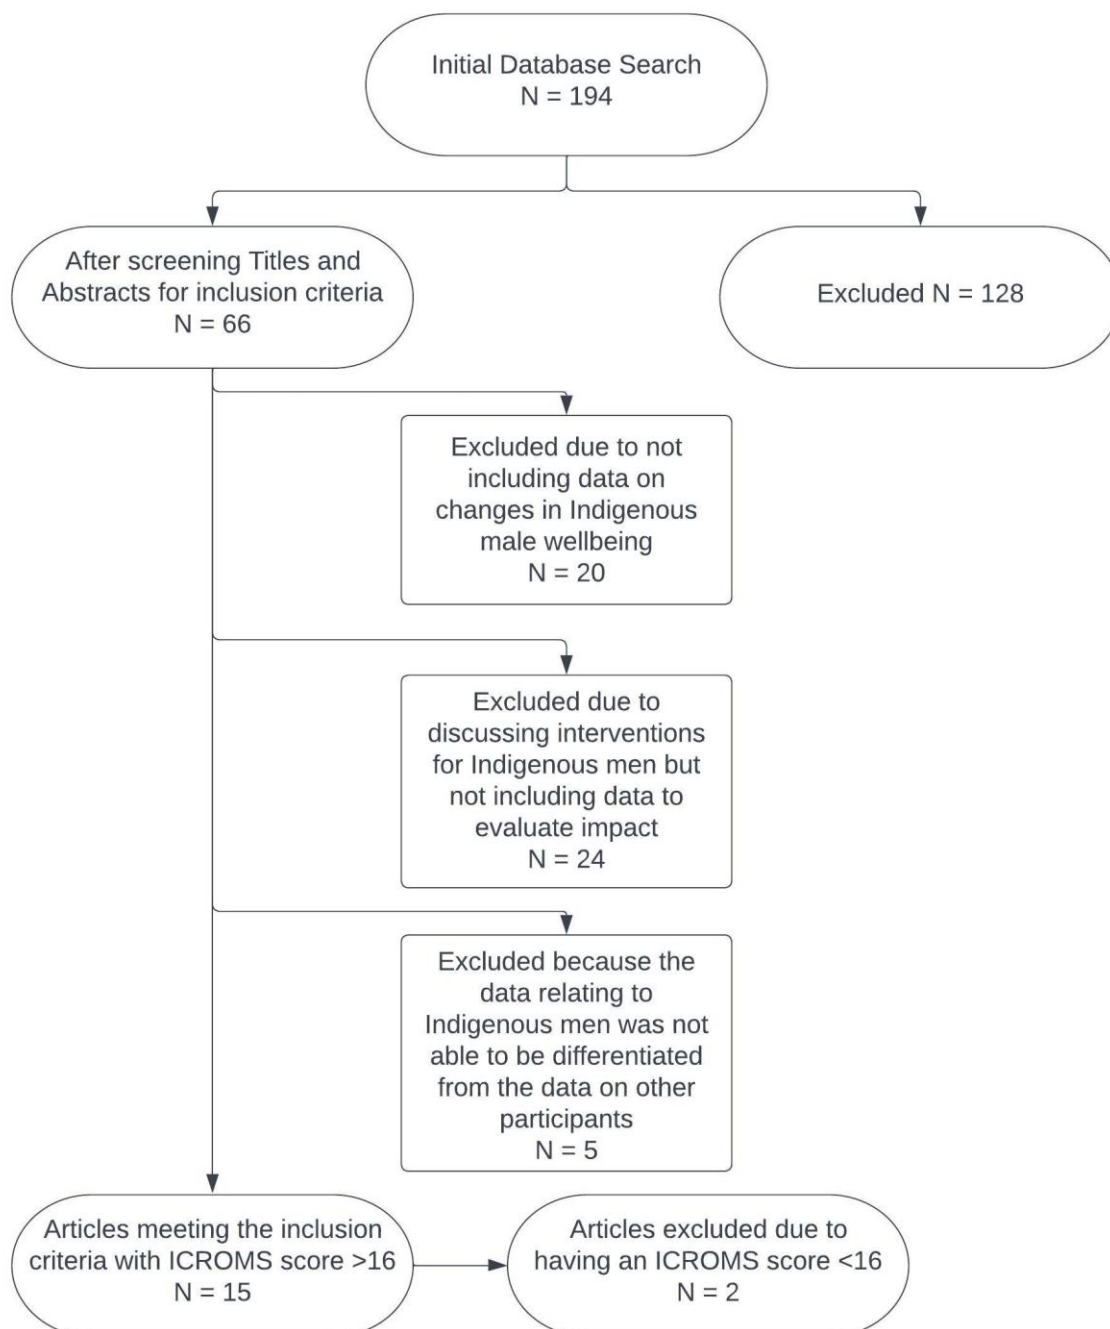 Initial Database Search
N = 194
After screening Titles and
Abstracts for inclusion criteria
N = 66
Excluded N = 128
Excluded due to not
including data on
changes in Indigenous
male wellbeing
N = 20
Excluded due to
discussing interventions
for Indigenous men but
not including data to
evaluate impact
N = 24
Excluded because the
data relating to
Indigenous men was not
able to be differentiated
from the data on other
participants
N = 5
Articles meeting the inclusion
criteria with ICROMS score >16
N = 15
Articles excluded due to
having an ICROMS score <16
N = 2